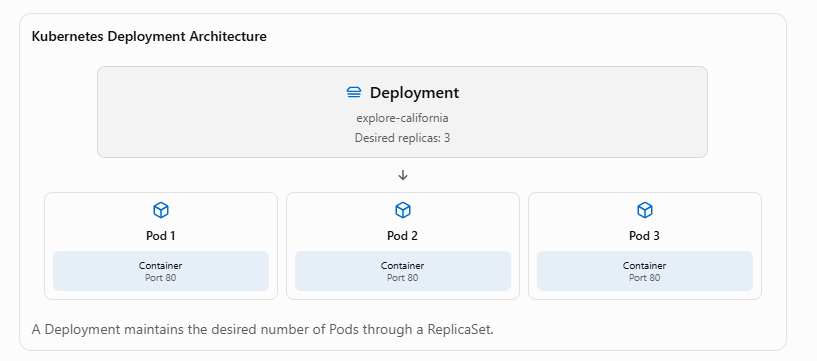 Kubernetes Deployment Architecture
Deployment
explore-california
Desired replicas: 3
Pod 1
Container
Port 80
Pod 2
Container
Port 80
Pod 3
Container
Port 80
A Deployment maintains the desired number of Pods through a ReplicaSet.